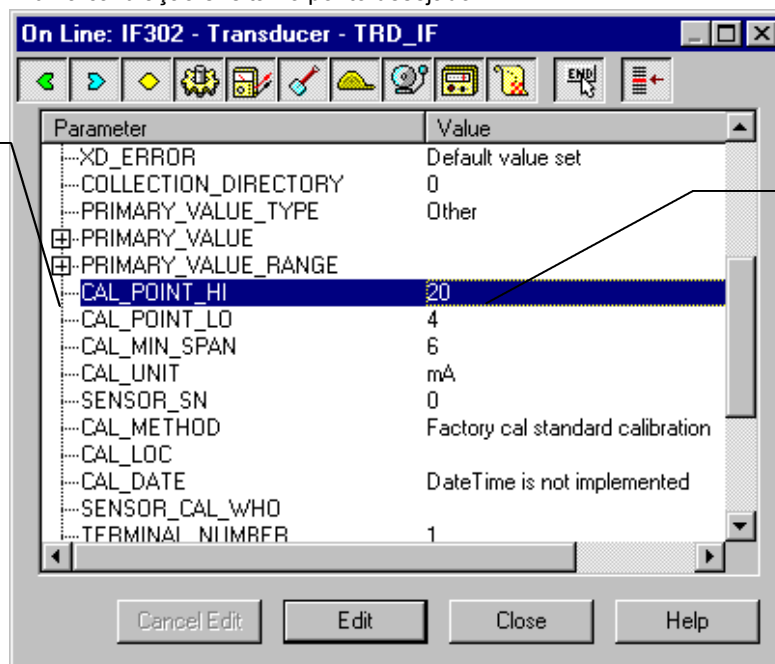 On Line: IF302 - Transducer - TRD_IF
END
Parameter Value
XD_ERROR Default value set
COLLECTION_DIRECTORY 0
PRIMARY_VALUE_TYPE Other
PRIMARY_VALUE
PRIMARY_VALUE_RANGE
CAL_POINT_HI 20
CAL_POINT_LO 4
CAL_MIN_SPAN 6
CAL_UNIT mA
SENSOR_SN 0
CAL_METHOD Factory cal standard calibration
CAL_LOC
CAL_DATE DateTime is not implemented
SENSOR_CAL_WHO
TERMINAL_NUMBER 1
Cancel Edit Edit Close Help